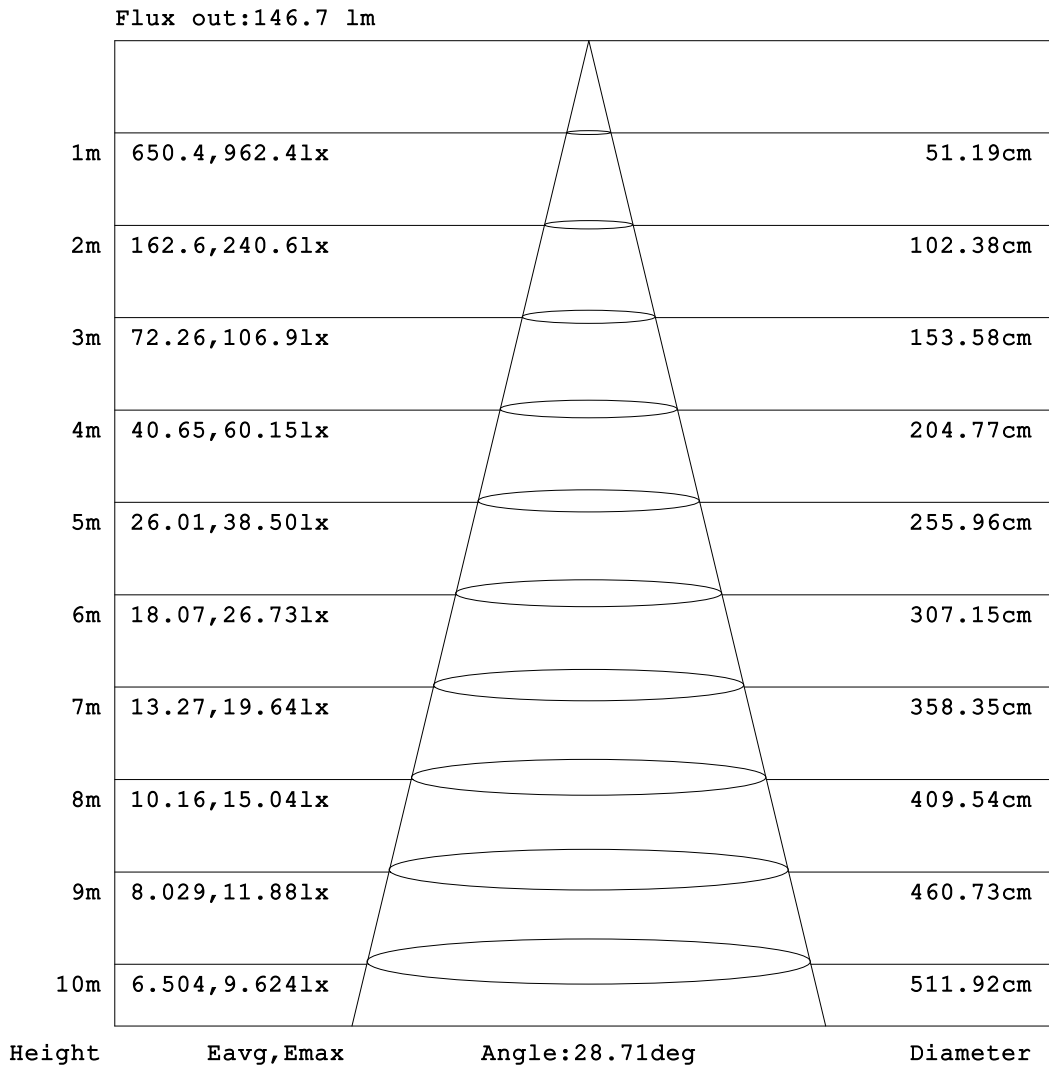 Flux out:146.7 lm
1m 650.4,962.4lx 51.19cm
2m 162.6,240.6lx 102.38cm
3m 72.26,106.9lx 153.58cm
4m 40.65,60.15lx 204.77cm
5m 26.01,38.50lx 255.96cm
6m 18.07,26.73lx 307.15cm
7m 13.27,19.64lx 358.35cm
8m 10.16,15.04lx 409.54cm
9m 8.029,11.88lx 460.73cm
10m 6.504,9.624lx 511.92cm
Height Eavg,Emax Angle:28.71deg Diameter